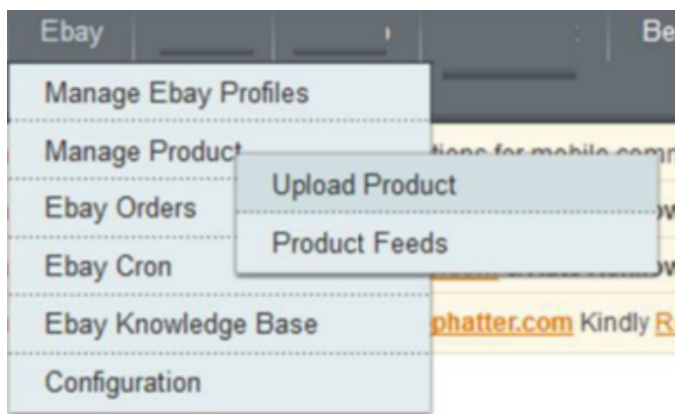 Ebay Be
Manage Ebay Profiles
Manage Product
Upload Product
Ebay Orders
Product Feeds
Ebay Cron
Ebay Knowledge Base
phatter.com Kindly
Configuration